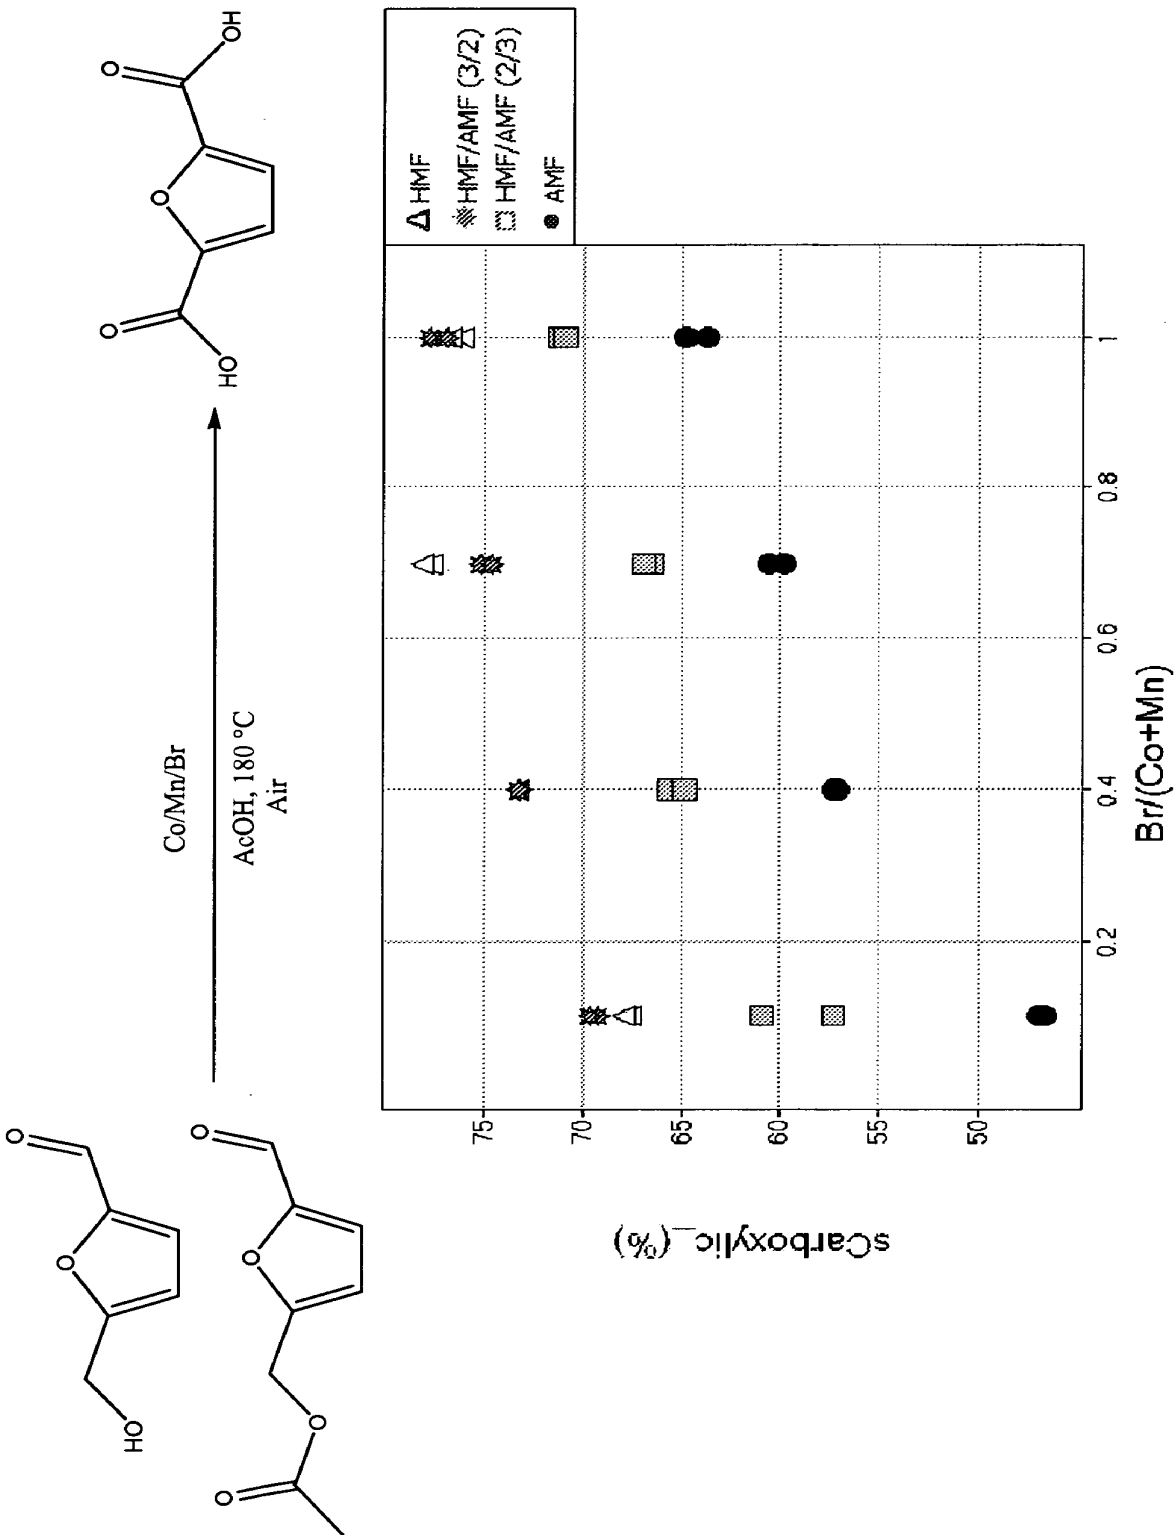 O
HO
O
O
O
O
O
Co/Mn/Br
AcOH, 180 °C
Air
O
HO
O
O
OH
HMF
HMF/AMF (3/2)
HMF/AMF (2/3)
AMF
sCarboxylic_(%)
75
70
65
60
55
50
0.2
0.4
0.6
0.8
1
Br/(Co+Mn)